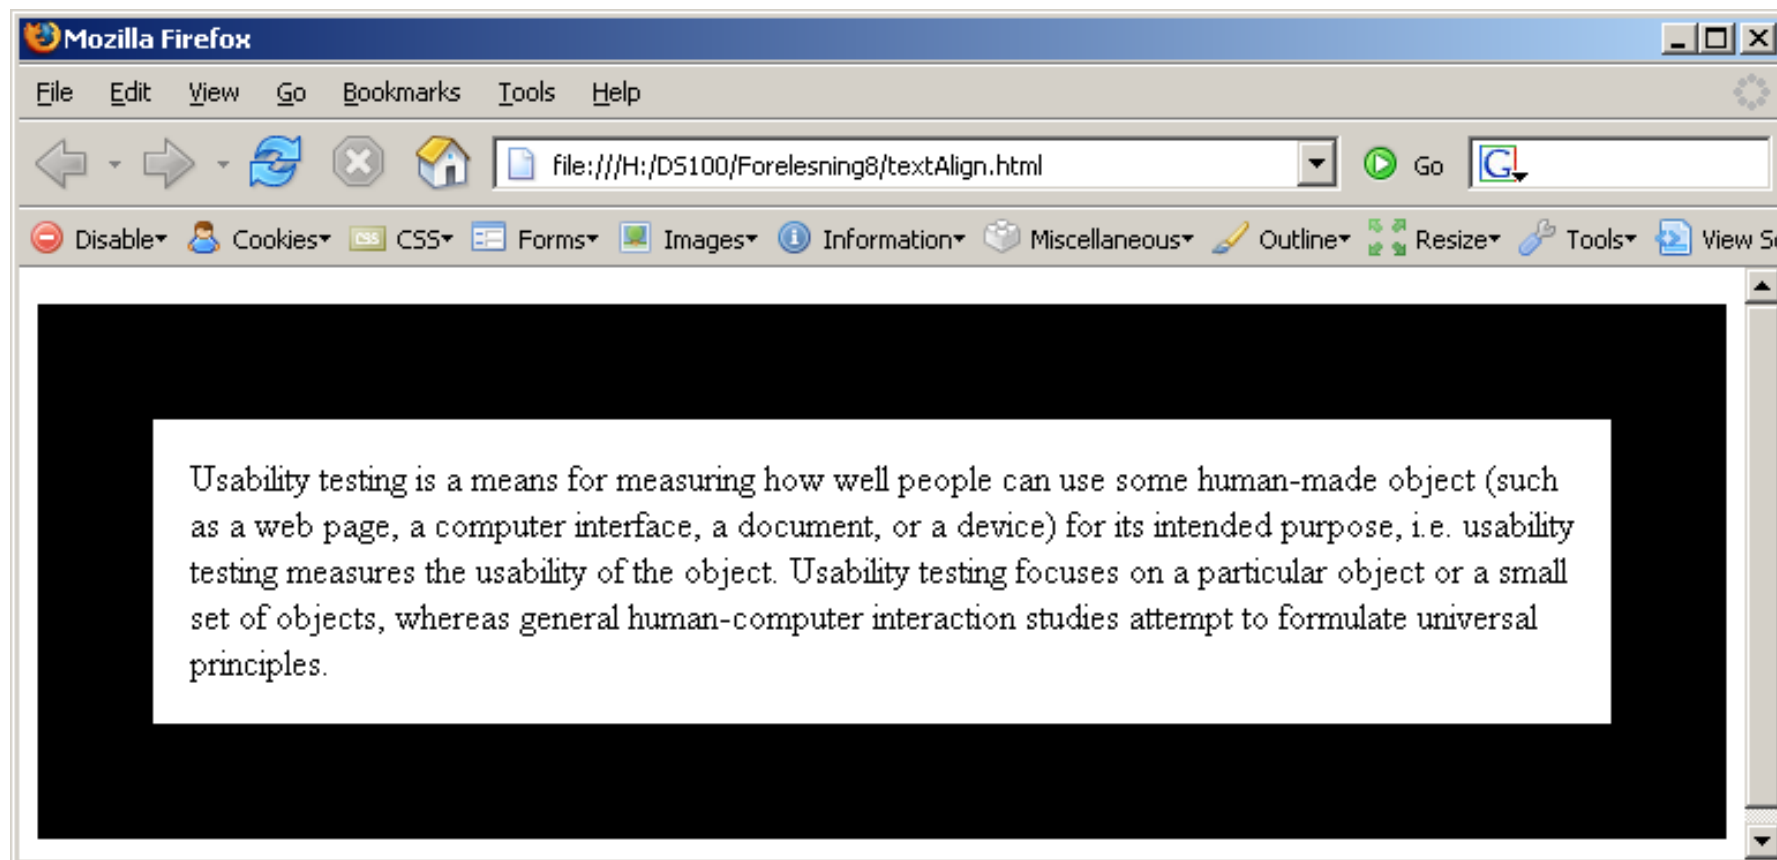 Mozilla Firefox
File Edit View Go Bookmarks Tools Help
file:///H:/DS100/Forelesning8/textAlign.html Go G
Disable Cookies CSS CSS Forms Images Information Miscellaneous Outline Resize Tools View S
Usability testing is a means for measuring how well people can use some human-made object (such
as a web page, a computer interface, a document, or a device) for its intended purpose, i.e. usability
testing measures the usability of the object. Usability testing focuses on a particular object or a small
set of objects, whereas general human-computer interaction studies attempt to formulate universal
principles.